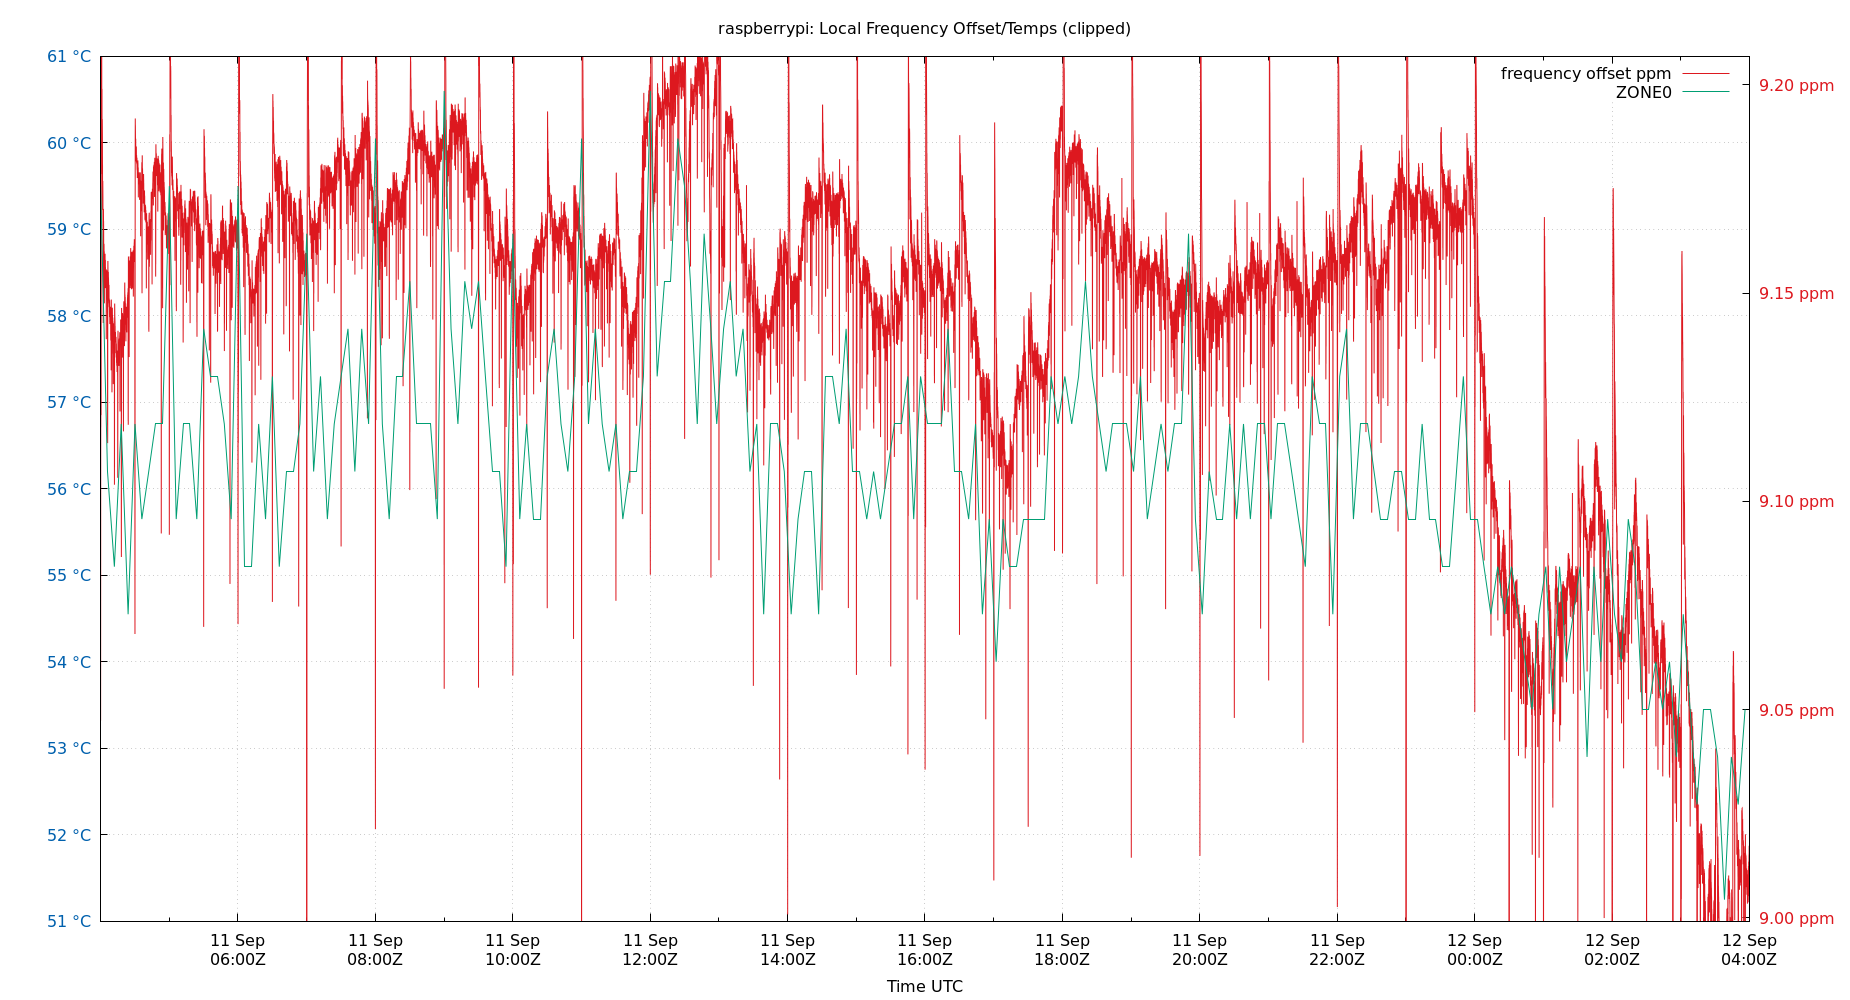 raspberrypi: Local Frequency Offset/Temps (clipped)
61 °C
60 °C
59 °C
58 °C
57 °C
56 °C
55 °C
54 °C
53 °C
52 °C
51 °C
frequency offset ppm
ZONE0
9.20 ppm
9.15 ppm
9.10 ppm
9.05 ppm
9.00 ppm
11 Sep
06:00Z
11 Sep
08:00Z
11 Sep
10:00Z
11 Sep
12:00Z
11 Sep
14:00Z
11 Sep
16:00Z
11 Sep
18:00Z
11 Sep
20:00Z
11 Sep
22:00Z
12 Sep
00:00Z
12 Sep
02:00Z
12 Sep
04:00Z
Time UTC